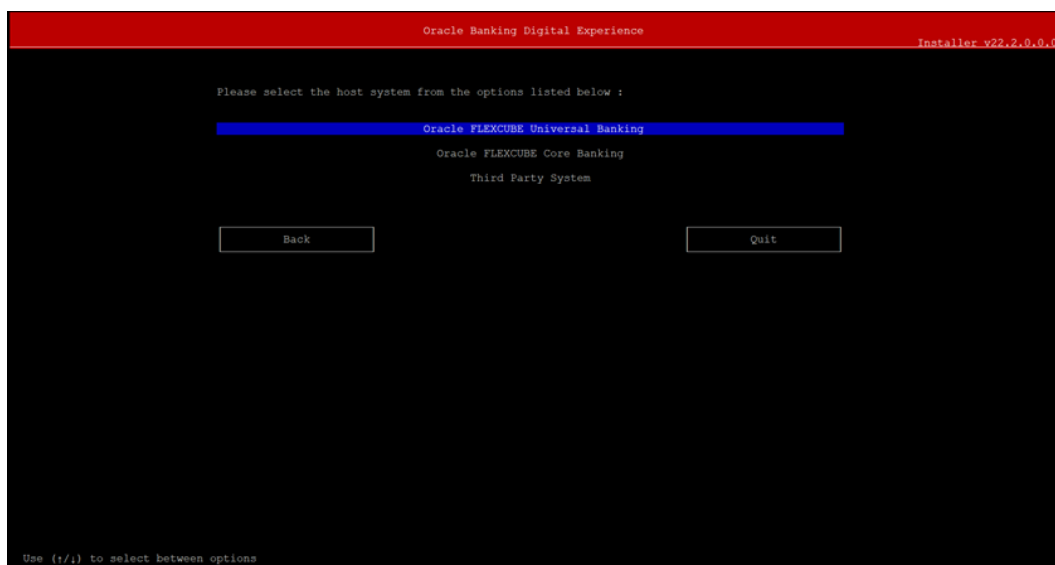 Oracle Banking Digital Experience
Installer v22.2.0.0.0
Please select the host system from the options listed below :
Oracle FLEXCUBE Universal Banking
Oracle FLEXCUBE Core Banking
Third Party System
Back
Quit
Use (↑/↓) to select between options